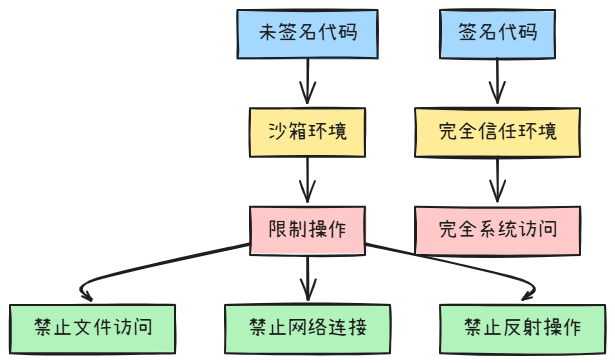 未签名代码
签名代码
沙箱环境
完全信任环境
限制操作
完全系统访问
禁止文件访问
禁止网络连接
禁止反射操作